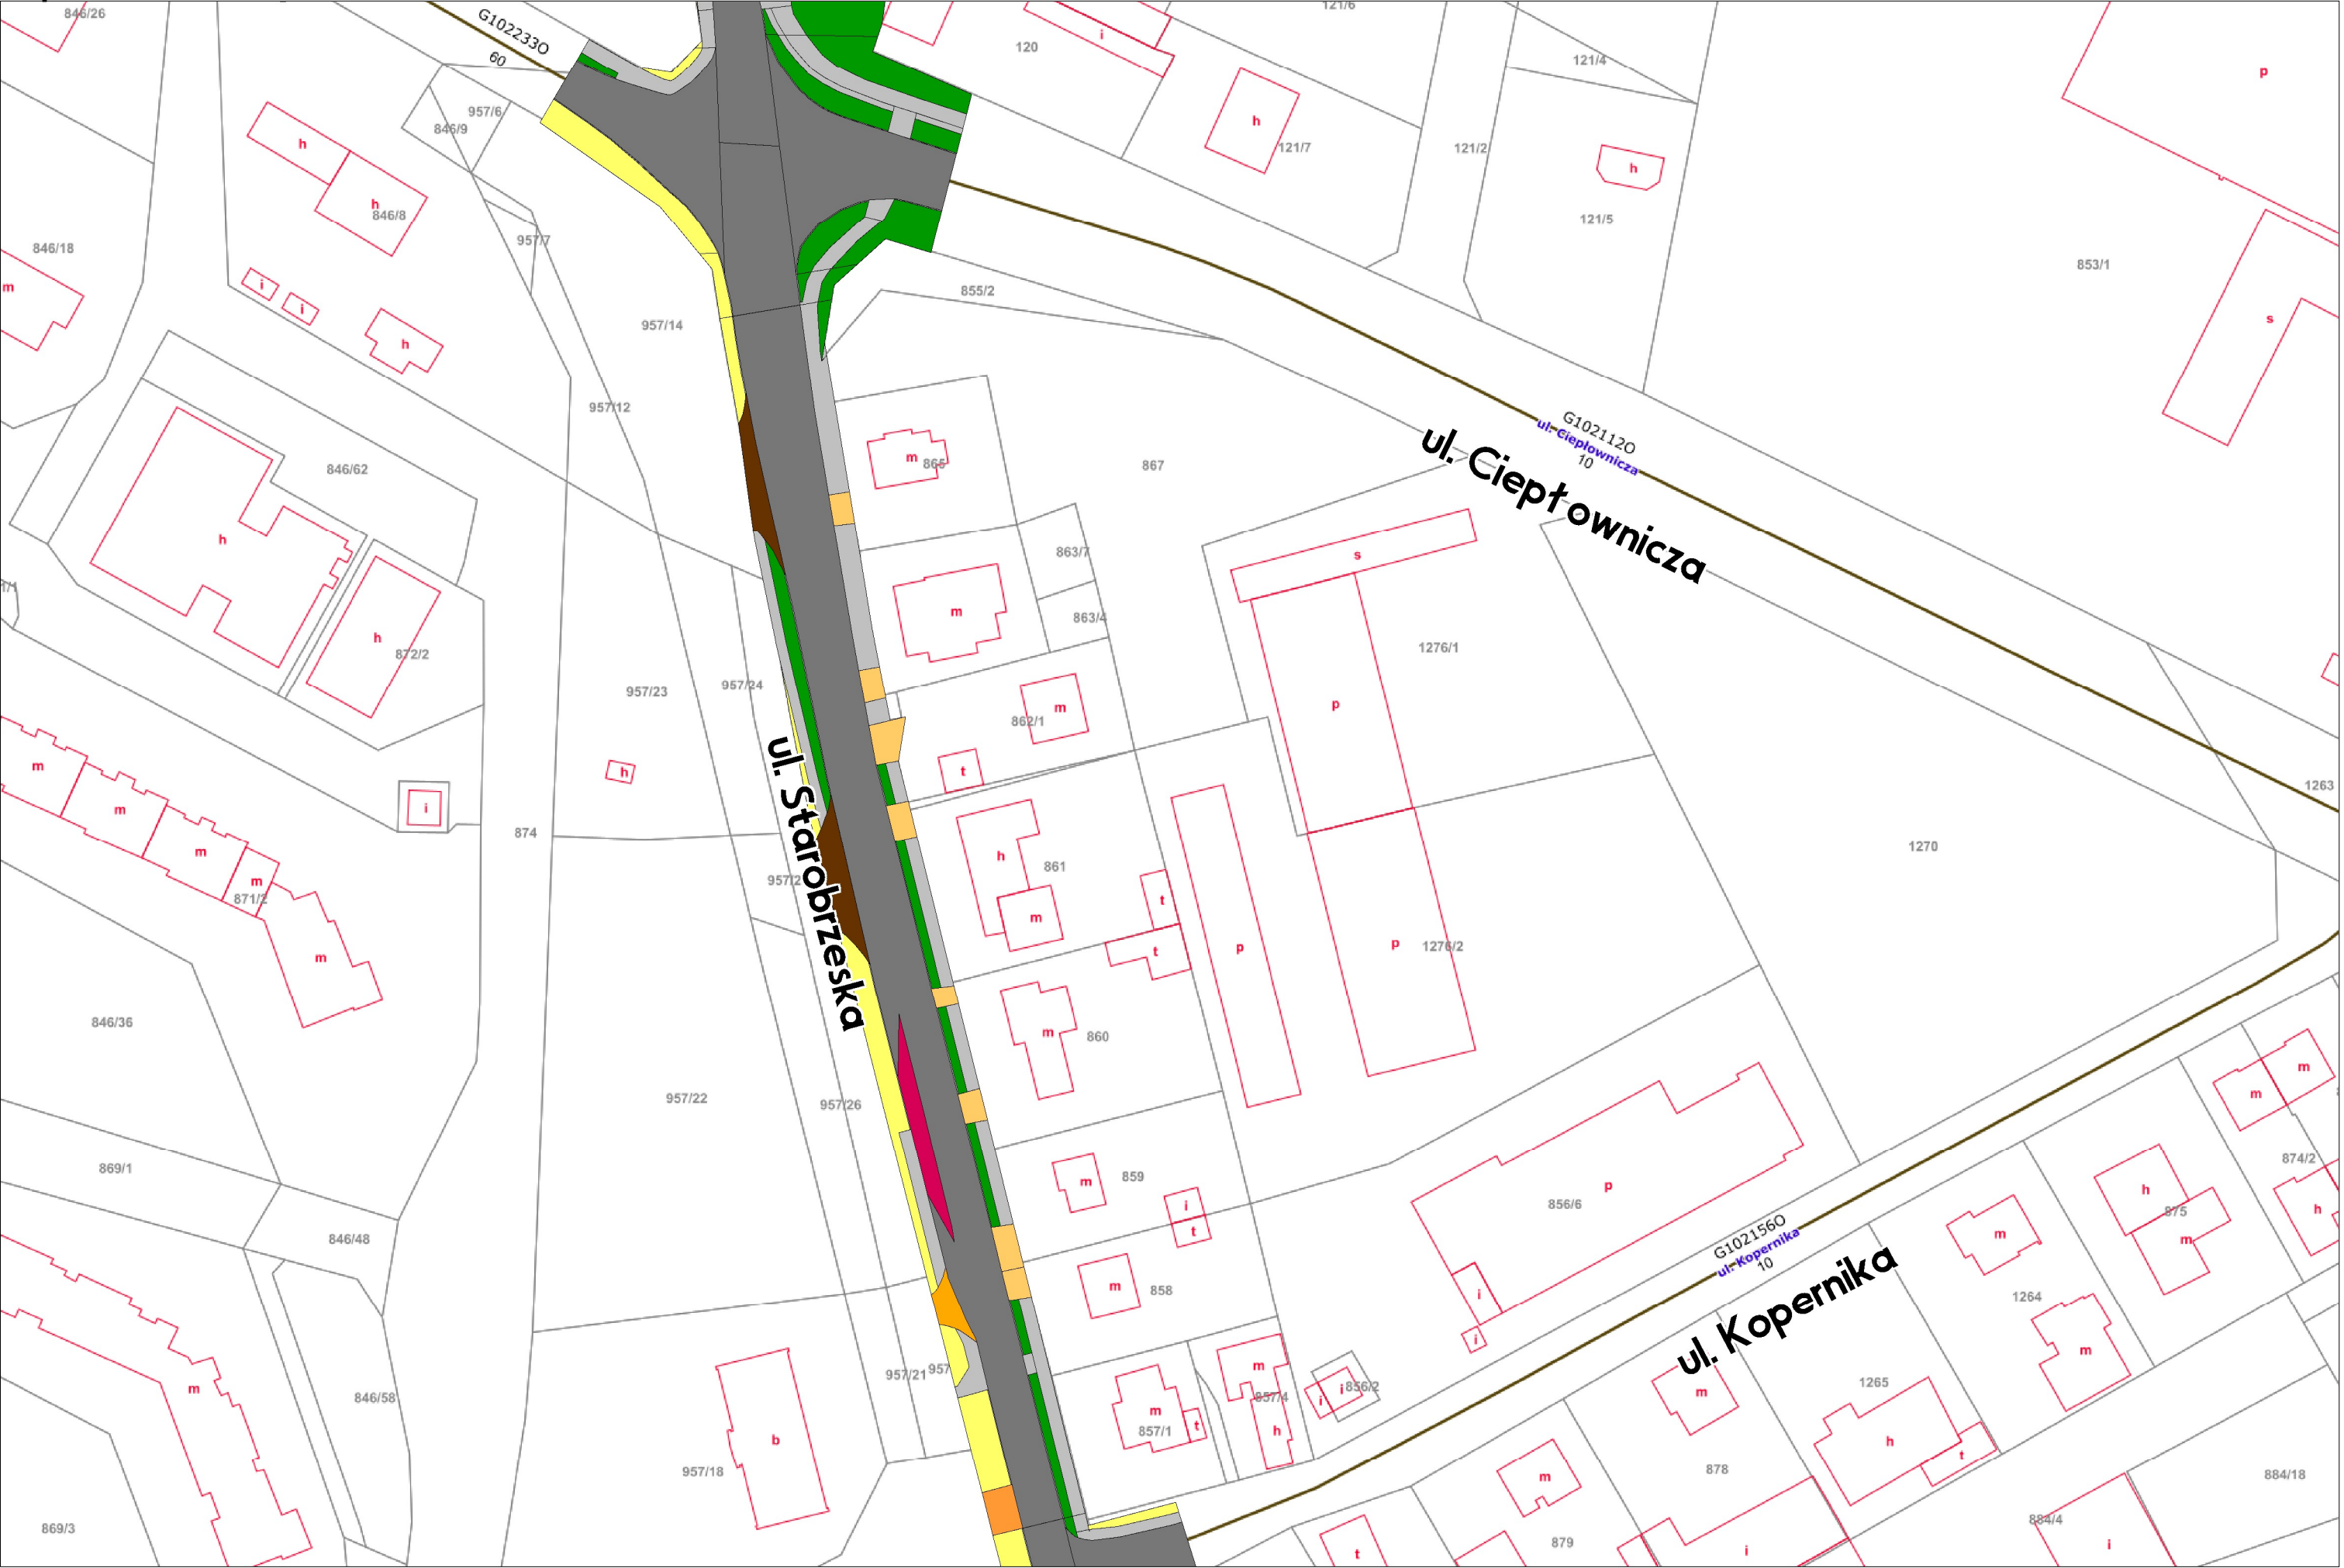 846/26
G102233O
60
121/6
120
i
121/4
p
957/6
846/9
h
h
121/7
121/2
h
h
h
846/8
121/5
957/7
846/18
853/1
m
i
i
855/2
957/14
s
h
957/12
G102112O
ul. Ciepłownicza
10
ul. Ciepłownicza
m
865
867
846/62
h
s
863/7
m
863/4
h
872/2
1276/1
957/23
957/24
m
862/1
p
t
h
m
m
i
874
1263
m
m
871/2
h
861
957/2
1270
ul. Starobrzeska
m
t
m
t
p
p
1276/2
846/36
m
860
957/22
957/26
m
m
869/1
m
859
p
856/6
874/2
h
875
m
h
i
t
846/48
G102156O
ul. Kopernika
10
ul. Kopernika
m
m
858
i
1264
i
m
m
957/21
957
m
857/4
i
i
856/2
m
1265
846/58
m
857/1
t
h
b
h
t
957/18
m
878
884/18
869/3
884/4
879
t
i
i